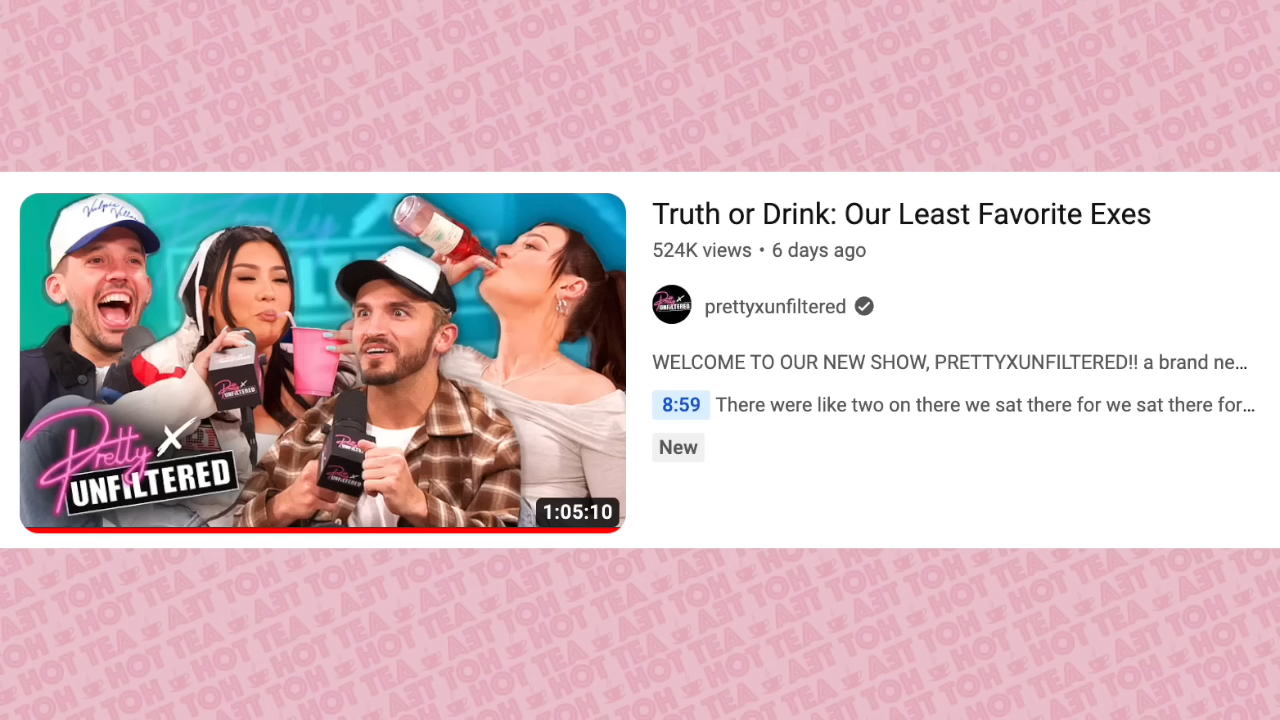 Truth or Drink: Our Least Favorite Exes
524K views • 6 days ago
prettyxunfiltered
WELCOME TO OUR NEW SHOW, PRETTYXUNFILTERED!! a brand ne...
8:59 There were like two on there we sat there for we sat there for...
New
Pretty X
UNFILTERED
1:05:10
HOT TEA